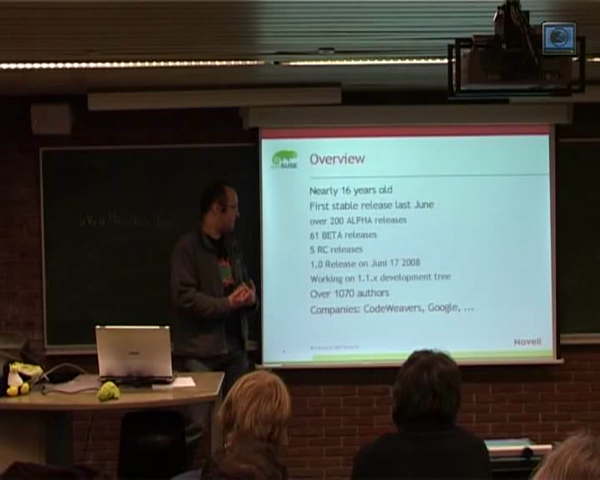 SUSE
Overview
Nearly 16 years old
First stable release last June
over 200 ALPHA releases
61 BETA releases
5 RC releases
1.0 Release on Juni 17 2008
Working on 1.1.x development tree
Over 1070 authors
Companies: CodeWeavers, Google, ...
Novell